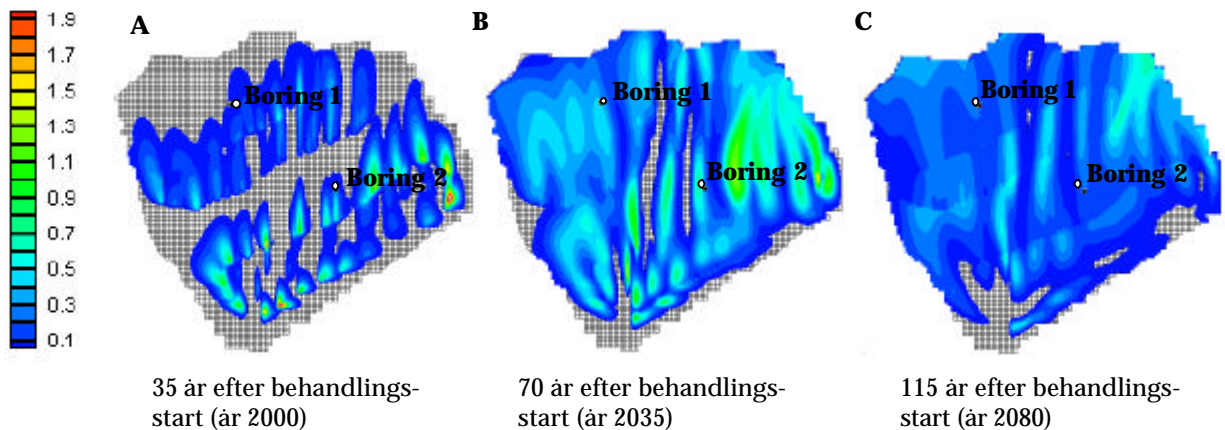 1.9
1.7
1.5
1.3
1.1
0.9
0.7
0.5
0.3
0.1
A
Boring 1
Boring 2
35 år efter behandlings-
start (år 2000)
B
Boring 1
Boring 2
70 år efter behandlings-
start (år 2035)
C
Boring 1
Boring 2
115 år efter behandlings-
start (år 2080)